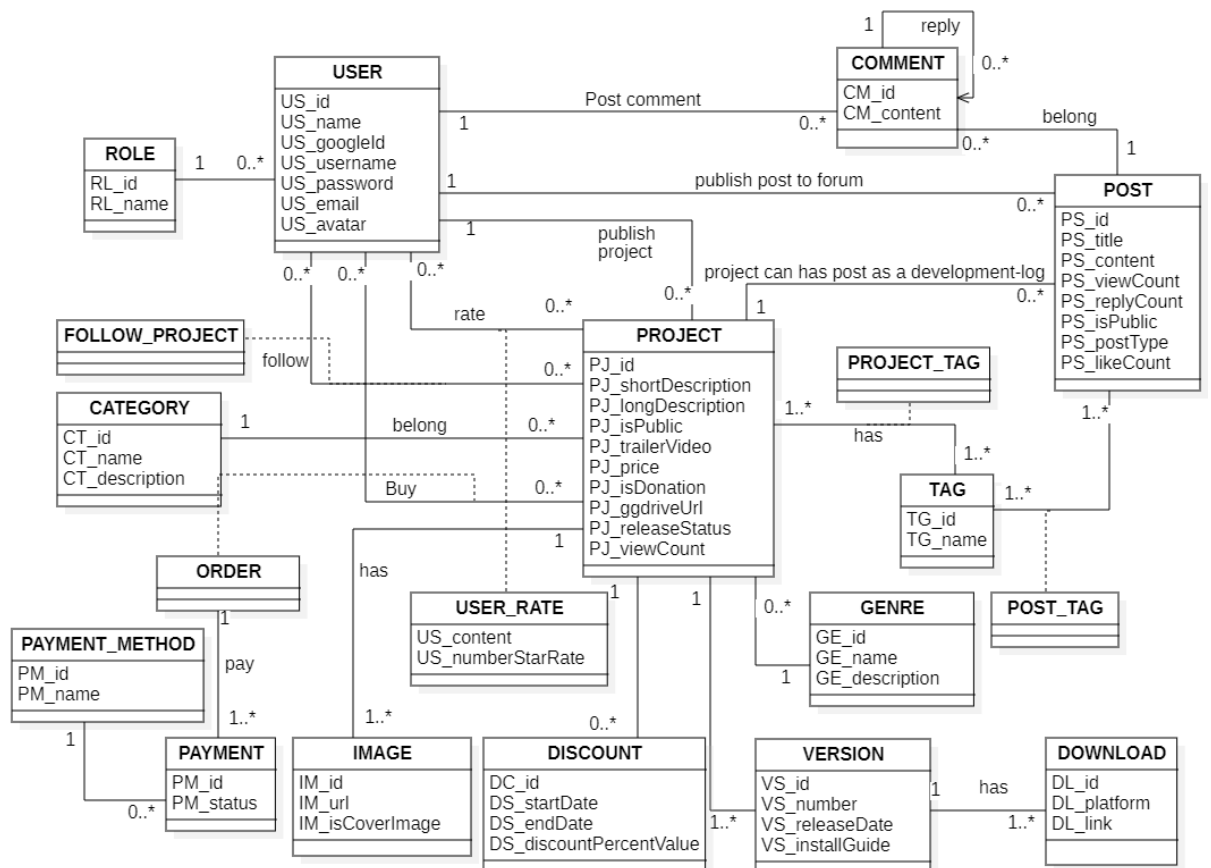 1
reply
COMMENT
0..*
CM_id
CM_content
USER
US_id
US_name
US_googleId
US_username
US_password
US_email
US_avatar
Post comment
1
0..*
belong
0..*
1
ROLE
RL_id
RL_name
1
0..*
1
publish post to forum
0..*
POST
PS_id
PS_title
PS_content
PS_viewCount
PS_replyCount
PS_isPublic
PS_postType
PS_likeCount
1
publish
project
0..*
0..*
0..*
0..*
project can has post as a development-log
1
0..*
rate
0..*
FOLLOW_PROJECT
follow
0..*
PROJECT
PJ_id
PJ_shortDescription
PJ_longDescription
PJ_isPublic
PJ_trailerVideo
PJ_price
PJ_isDonation
PJ_ggdriveUrl
PJ_releaseStatus
PJ_viewCount
PROJECT_TAG
1..*
has
1..*
1..*
CATEGORY
CT_id
CT_name
CT_description
1
belong
0..*
Buy
0..*
TAG
TG_id
TG_name
1..*
1
has
ORDER
1
pay
1..*
USER_RATE
US_content
US_numberStarRate
1
1
0..*
GENRE
GE_id
GE_name
GE_description
1
POST_TAG
PAYMENT_METHOD
PM_id
PM_name
1
0..*
PAYMENT
PM_id
PM_status
1..*
IMAGE
IM_id
IM_url
IM_isCoverImage
0..*
DISCOUNT
DC_id
DS_startDate
DS_endDate
DS_discountPercentValue
1..*
VERSION
VS_id
VS_number
VS_releaseDate
VS_installGuide
1
has
1..*
DOWNLOAD
DL_id
DL_platform
DL_link